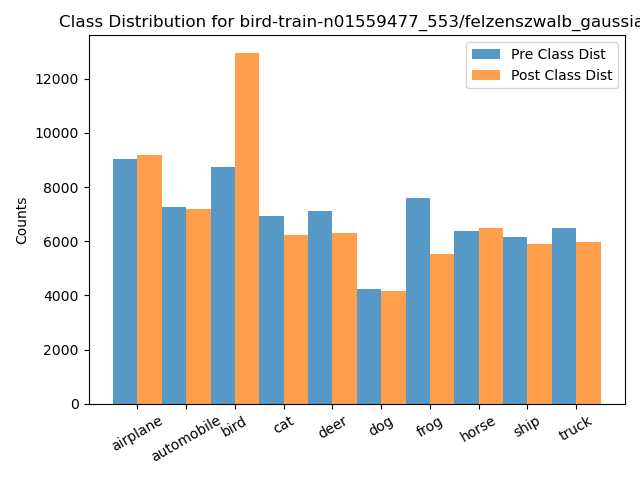 Class Distribution for bird-train-n01559477_553/felzenszwalb_gaussia
Pre Class Dist
Post Class Dist
Counts
12000
10000
8000
6000
4000
2000
0
airplane
automobile
bird
cat
deer
dog
frog
horse
ship
truck